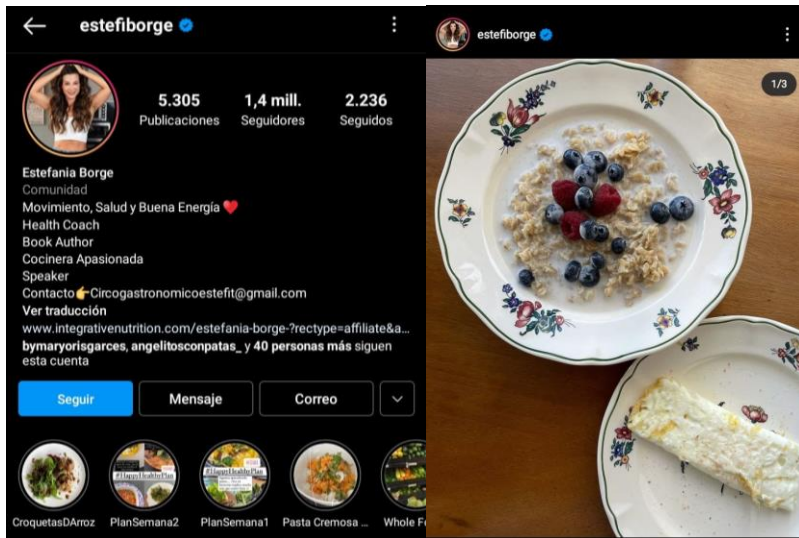 estefiborge
5.305
1,4 mill.
2.236
Publicaciones
Seguidores
Seguidos
Estefania Borge
Comunidad
Movimiento, Salud y Buena Energía
Health Coach
Book Author
Cocinera Apasionada
Speaker
Contacto👉Circogastronomicoestefit@gmail.com
Ver traducción
www.integrativenutrition.com/estefania-borge-?rectype=affiliate&a...
bymaryorisgarces, angelitosconpatas_ y 40 personas más siguen
esta cuenta
Seguir
Mensaje
Correo
#HappyHealthyPlan
#HappyHealthyPlan
CroquetasDArroz
PlanSemana2
PlanSemana1
Pasta Cremosa ...
Whole Fo
estefiborge
1/3